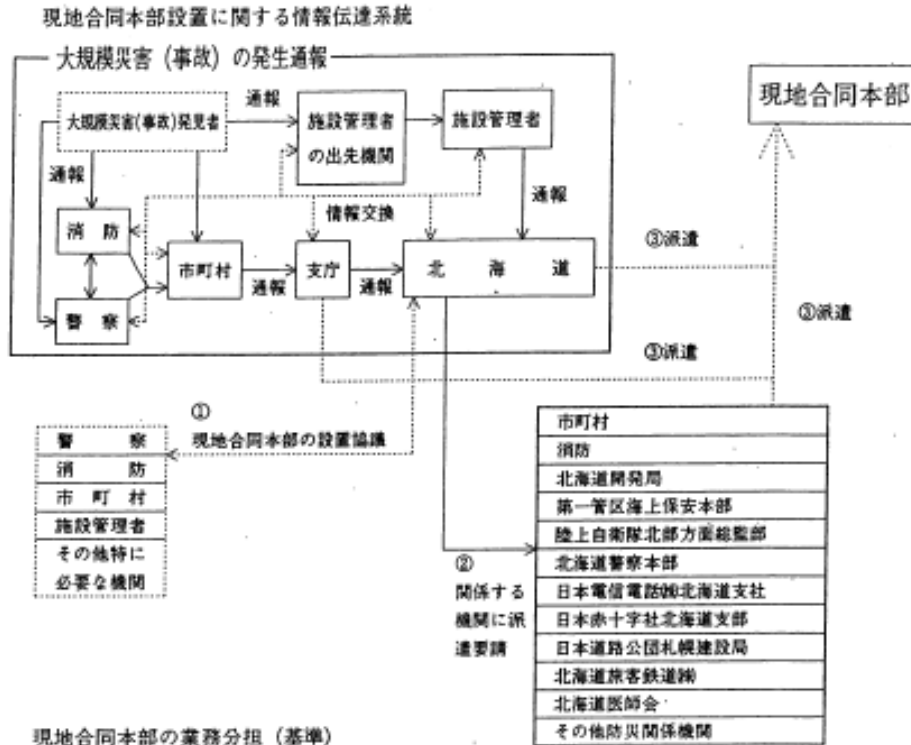 現地合同本部設置に関する情報伝達系統
大規模災害（事故）の発生通報
現地合同本部
通報
大規模災害(事故)発見者
施設管理者
の出先機関
施設管理者
通報
通報
情報交換
消　防
市町村
支庁
北　海　道
③派遣
通報
通報
警　察
③派遣
③派遣
①
現地合同本部の設置協議
警　　察
消　　防
市　町　村
施設管理者
その他特に
必要な機関
②
関係する
機関に派
遣要請
市町村
消防
北海道開発局
第一管区海上保安本部
陸上自衛隊北部方面総監部
北海道警察本部
日本電信電話㈱北海道支社
日本赤十字社北海道支部
日本道路公団札幌建設局
北海道旅客鉄道㈱
北海道医師会
その他防災関係機関
現地合同本部の業務分担（基準）